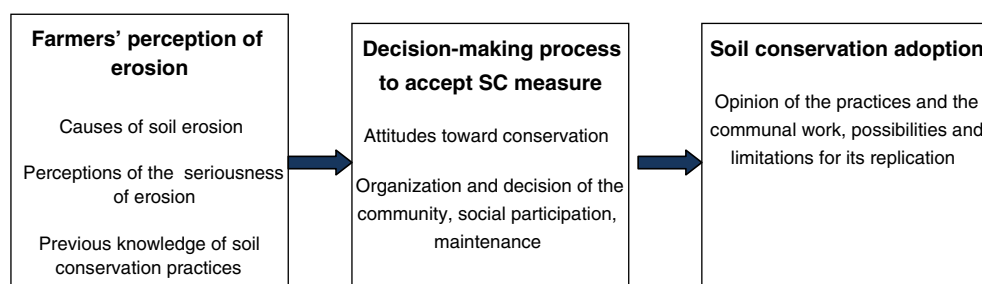 Farmers' perception of
erosion
Causes of soil erosion
Perceptions of the seriousness
of erosion
Previous knowledge of soil
conservation practices
Decision-making process
to accept SC measure
Attitudes toward conservation
Organization and decision of the
community, social participation,
maintenance
Soil conservation adoption
Opinion of the practices and the
communal work, possibilities and
limitations for its replication